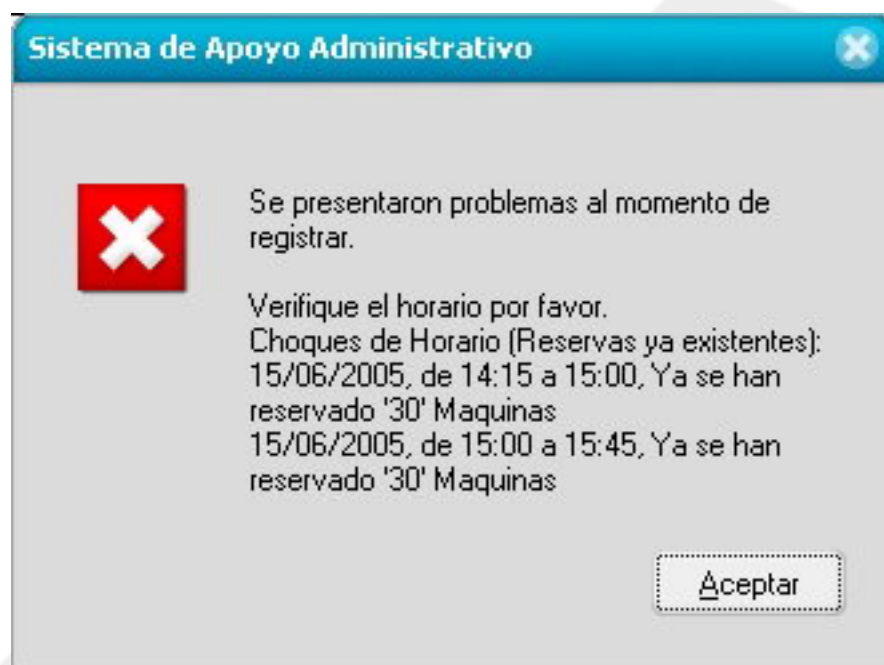 Sistema de Apoyo Administrativo
Se presentaron problemas al momento de
registrar.
Verifique el horario por favor.
Choques de Horario (Reservas ya existentes):
15/06/2005, de 14:15 a 15:00, Ya se han
reservado '30' Maquinas
15/06/2005, de 15:00 a 15:45, Ya se han
reservado '30' Maquinas
Aceptar